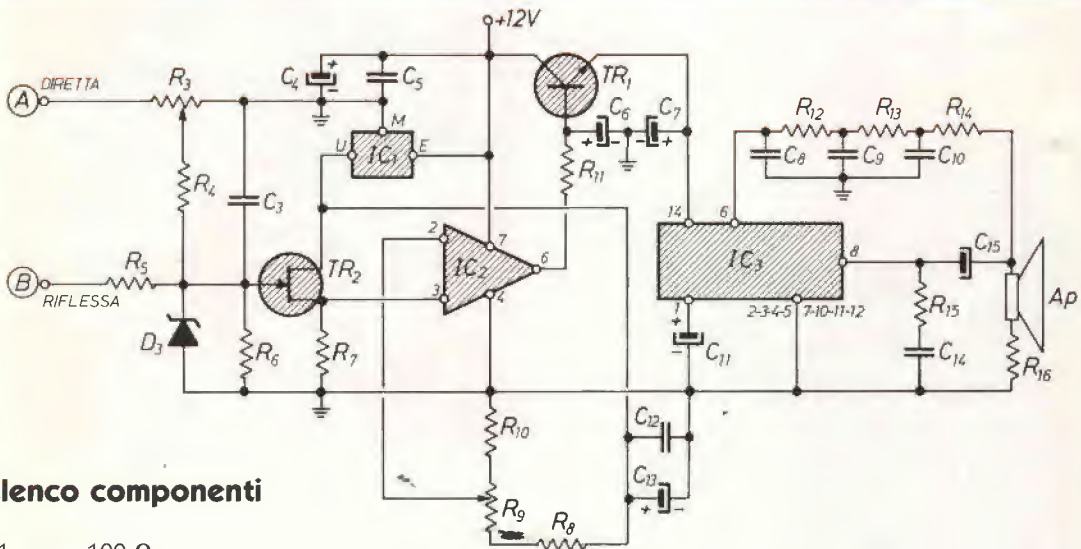 +12V
A DIRETTA R3
C4 + - C5 TR1
M
U IC1 E
C6 + - C7 - +
R12 R13 R14
C8 C9 C10
R4 C3 R11
B RIFLESSA R5
TR2
2 7
IC2 6
3 4
14 6
IC3 8
1 2-3-4-5 7-10-11-12
C15 +
Ap
D3 R6 R7
+ - C11
R15
C14 R16
R10
C12
C13 + -
R9 R8
lenco componenti
100 Ω